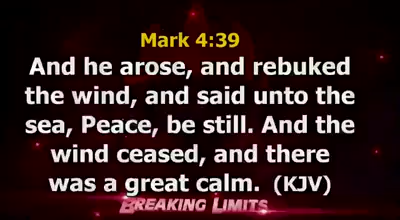 Mark 4:39
And he arose, and rebuked
the wind, and said unto the
sea, Peace, be still. And the
wind ceased, and there
was a great calm. (KJV)
BREAKING LIMITS